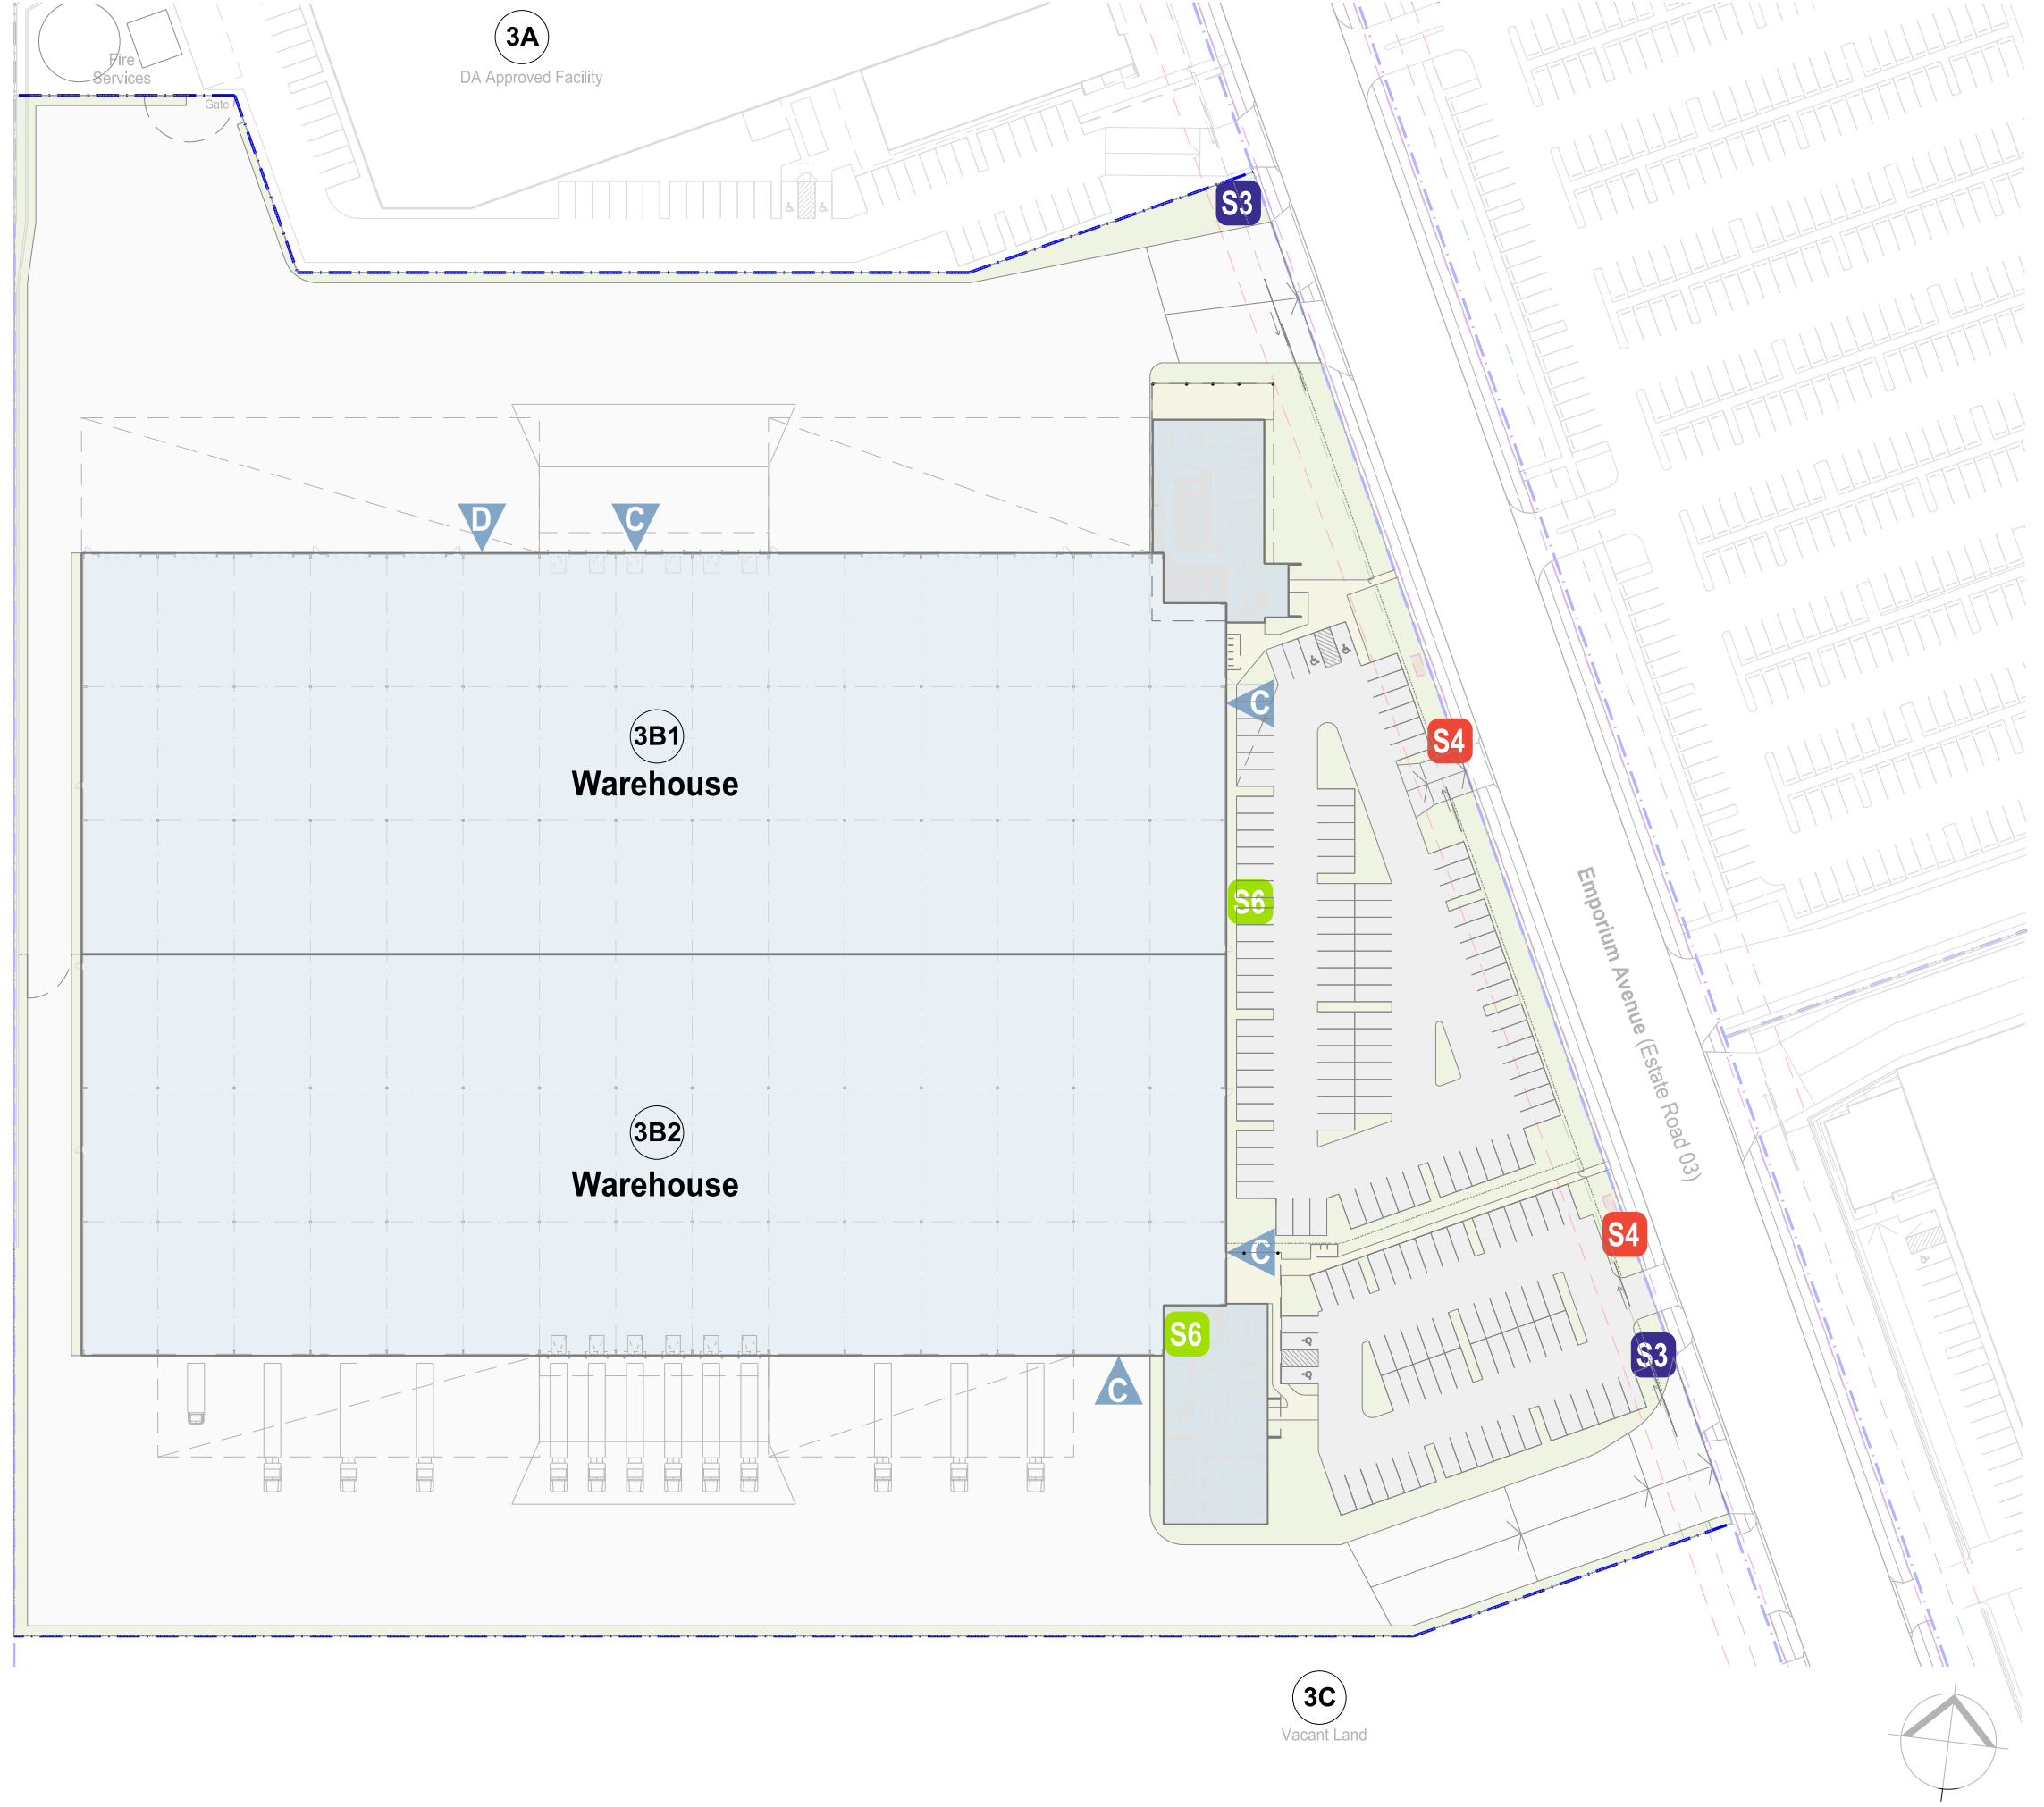 3A
DA Approved Facility
Fire
Services
Gate
S3
D
C
C
3B1
Warehouse
S4
S6
Emporium Avenue (Estate Road 03)
3B2
Warehouse
S4
C
S6
S3
C
3C
Vacant Land